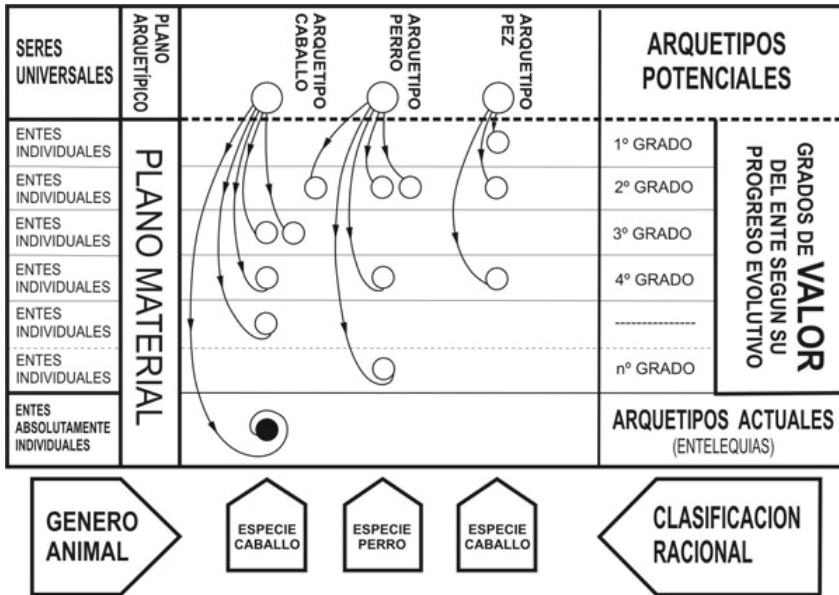 SERES
UNIVERSALES
PLANO
ARQUETÍPICO
ARQUETIPO
CABALLO
ARQUETIPO
PERRO
ARQUETIPO
PEZ
ARQUETIPOS
POTENCIALES
ENTES
INDIVIDUALES
1º GRADO
ENTES
INDIVIDUALES
2º GRADO
ENTES
INDIVIDUALES
3º GRADO
ENTES
INDIVIDUALES
4º GRADO
ENTES
INDIVIDUALES
--------------
ENTES
INDIVIDUALES
nº GRADO
PLANO MATERIAL
GRADOS DE VALOR
DEL ENTE SEGUN SU
PROGRESO EVOLUTIVO
ENTES
ABSOLUTAMENTE
INDIVIDUALES
ARQUETIPOS ACTUALES
(ENTELEQUIAS)
GENERO
ANIMAL
ESPECIE
CABALLO
ESPECIE
PERRO
ESPECIE
CABALLO
CLASIFICACION
RACIONAL